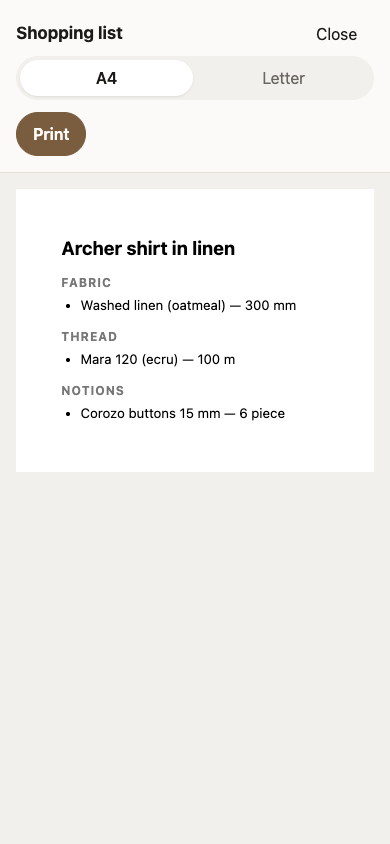 Shopping list
Close
A4
Letter
Print
Archer shirt in linen
FABRIC
• Washed linen (oatmeal) — 300 mm
THREAD
• Mara 120 (ecru) — 100 m
NOTIONS
• Corozo buttons 15 mm — 6 piece